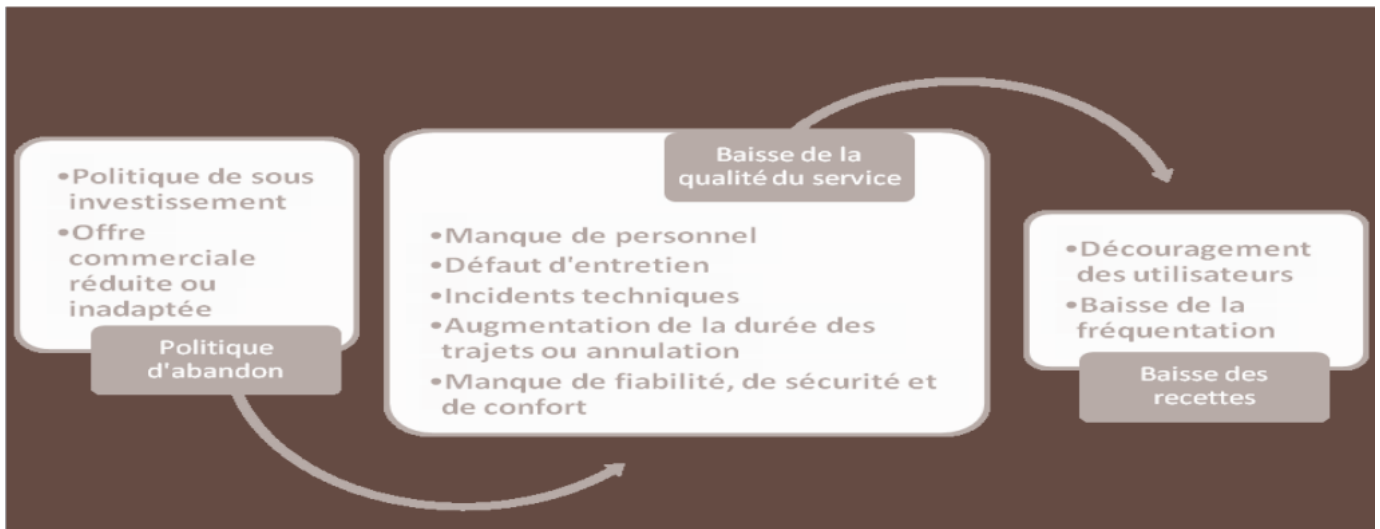 •Politique de sous
investissement
•Offre
commerciale
réduite ou
inadaptée
Politique
d'abandon
Baisse de la
qualité du service
•Manque de personnel
•Défaut d'entretien
•Incidents techniques
•Augmentation de la durée des
trajets ou annulation
•Manque de fiabilité, de sécurité et
de confort
•Découragement
des utilisateurs
•Baisse de la
fréquentation
Baisse des
recettes